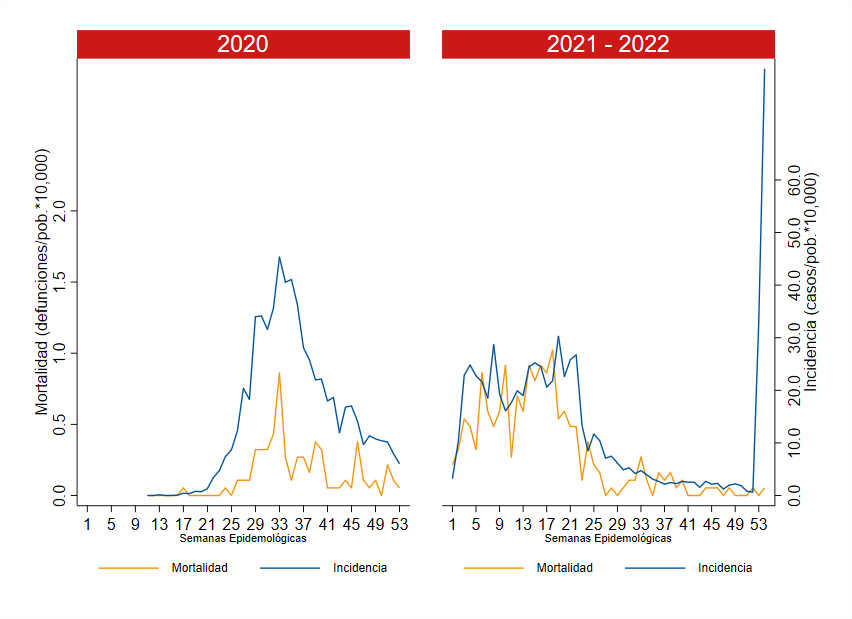 2020
2021 - 2022
Mortalidad (defunciones/pob.*10,000)
0.0 0.5 1.0 1.5 2.0
Incidencia (casos/pob.*10,000)
0.0 10.0 20.0 30.0 40.0 50.0 60.0
1 5 9 13 17 21 25 29 33 37 41 45 49 53
Semanas Epidemológicas
1 5 9 13 17 21 25 29 33 37 41 45 49 53
Semanas Epidemológicas
Mortalidad Incidencia
Mortalidad Incidencia